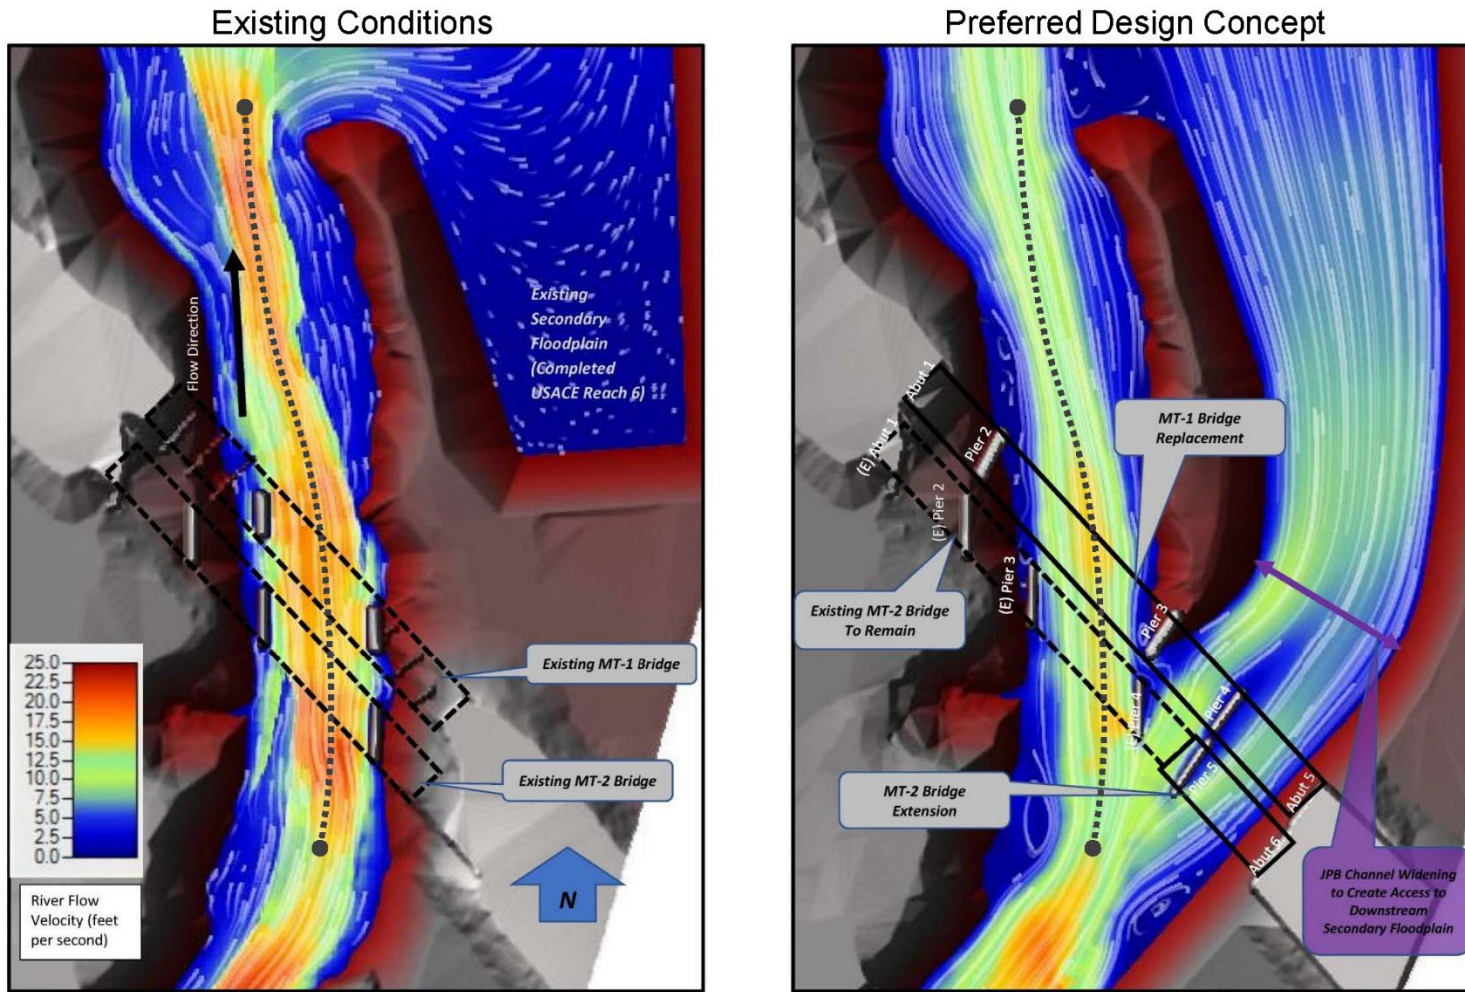 Existing Conditions
Preferred Design Concept
Existing
Secondary
Floodplain
(Completed
USACE Reach 6)
Flow Direction
Existing MT-1 Bridge
Existing MT-2 Bridge
25.0
22.5
20.0
17.5
15.0
12.5
10.0
7.5
5.0
2.5
0.0
River Flow
Velocity (feet
per second)
N
Abut 1
(E) Abut 1
Pier 2
(E) Pier 2
(E) Pier 3
MT-1 Bridge
Replacement
Existing MT-2 Bridge
To Remain
Pier 3
(E) Pier 4
Pier 4
Pier 5
MT-2 Bridge
Extension
Abut 5
Abut 6
JPB Channel Widening
to Create Access to
Downstream
Secondary Floodplain